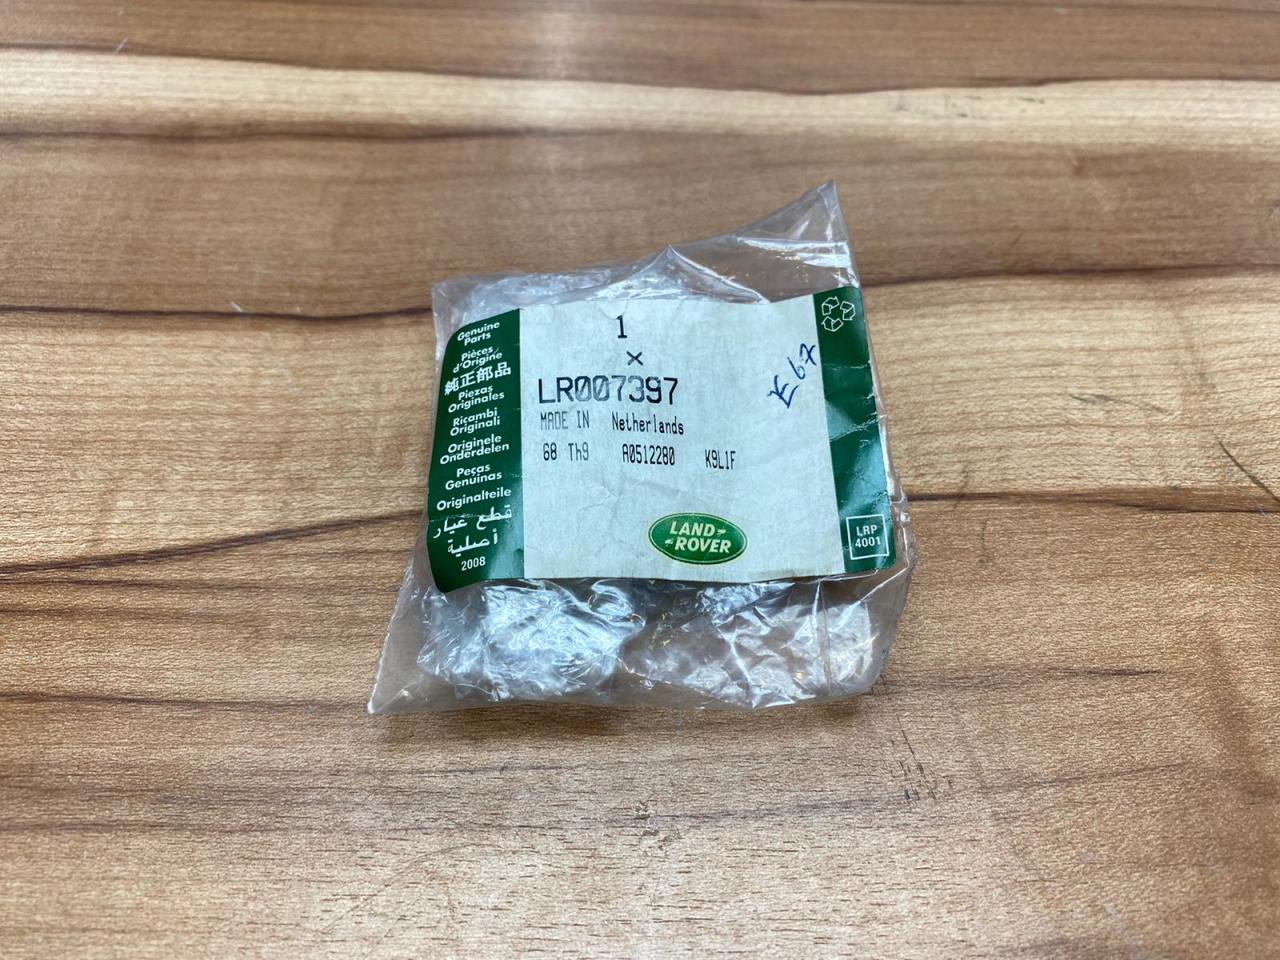 Genuine
Parts
Pièces
d'Origine
純正部品
Piezas
Originales
Ricambi
Originali
Originele
Onderdelen
Peças
Genuinas
Originalteile
قطع غيار
أصلية
2008
1
X
LR007397
MADE IN Netherlands
68 Th9 A0512280 K9L1F
E67
LAND-
-ROVER
LRP
4001